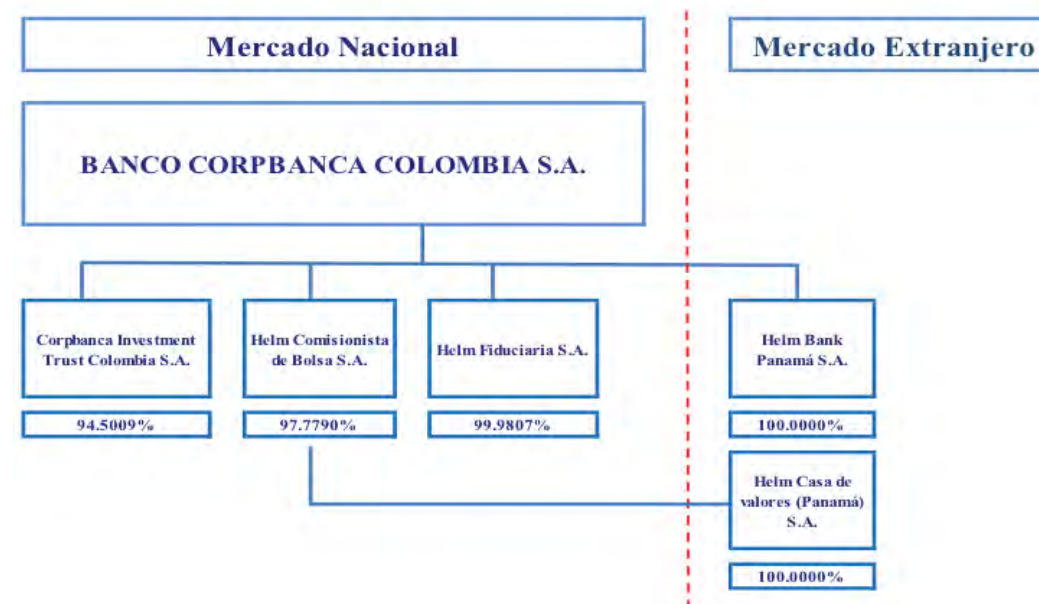 Mercado Nacional
Mercado Extranjero
BANCO CORPBANCA COLOMBIA S.A.
Corpbanca Investment
Trust Colombia S.A.
94.5009%
Helm Comisionista
de Bolsa S.A.
97.7790%
Helm Fiduciaria S.A.
99.9807%
Helm Bank
Panamá S.A.
100.0000%
Helm Casa de
valores (Panamá)
S.A.
100.0000%